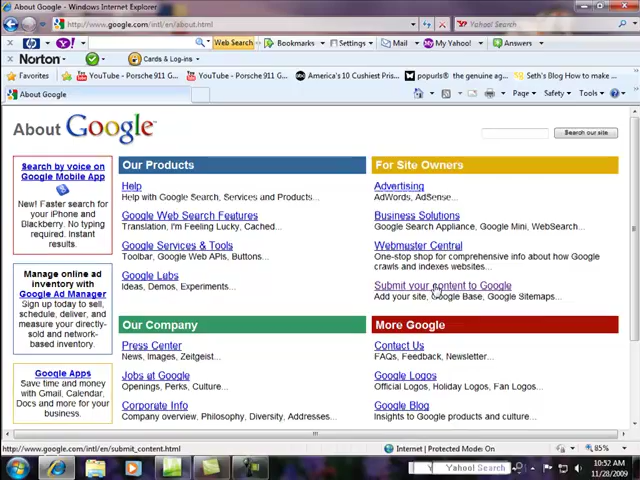 About Google - Windows Internet Explorer
http://www.google.com/intl/en/about.html
Yahoo! Search
Web Search
Bookmarks
Settings
Mail
My Yahoo!
Answers
Norton
Cards & Log-ins
Favorites
YouTube - Porsche 911 G...
YouTube - Porsche 911 G...
America's 10 Cushiest Pris...
popurls® the genuine ag...
Seth's Blog How to make ...
About Google
Page
Safety
Tools
About Google
Search our site
Search by voice on
Google Mobile App
New! Faster search for
your iPhone and
Blackberry. No typing
required. Instant
results.
Manage online ad
inventory with
Google Ad Manager
Sign up today to sell,
schedule, deliver, and
measure your directly-
sold and network-
based inventory.
Google Apps
Save time and money
with Gmail, Calendar,
Docs and more for your
business.
Our Products
Help
Help with Google Search, Services and Products...
Google Web Search Features
Translation, I'm Feeling Lucky, Cached...
Google Services & Tools
Toolbar, Google Web APIs, Buttons...
Google Labs
Ideas, Demos, Experiments...
For Site Owners
Advertising
AdWords, AdSense...
Business Solutions
Google Search Appliance, Google Mini, WebSearch...
Webmaster Central
One-stop shop for comprehensive info about how Google
crawls and indexes websites...
Submit your content to Google
Add your site, Google Base, Google Sitemaps...
Our Company
Press Center
News, Images, Zeitgeist...
Jobs at Google
Openings, Perks, Culture...
Corporate Info
Company overview, Philosophy, Diversity, Addresses...
More Google
Contact Us
FAQs, Feedback, Newsletter...
Google Logos
Official Logos, Holiday Logos, Fan Logos...
Google Blog
Insights to Google products and culture...
http://www.google.com/intl/en/submit_content.html
Internet | Protected Mode: On
85%
Yahoo! Search
10:52 AM
11/28/2009